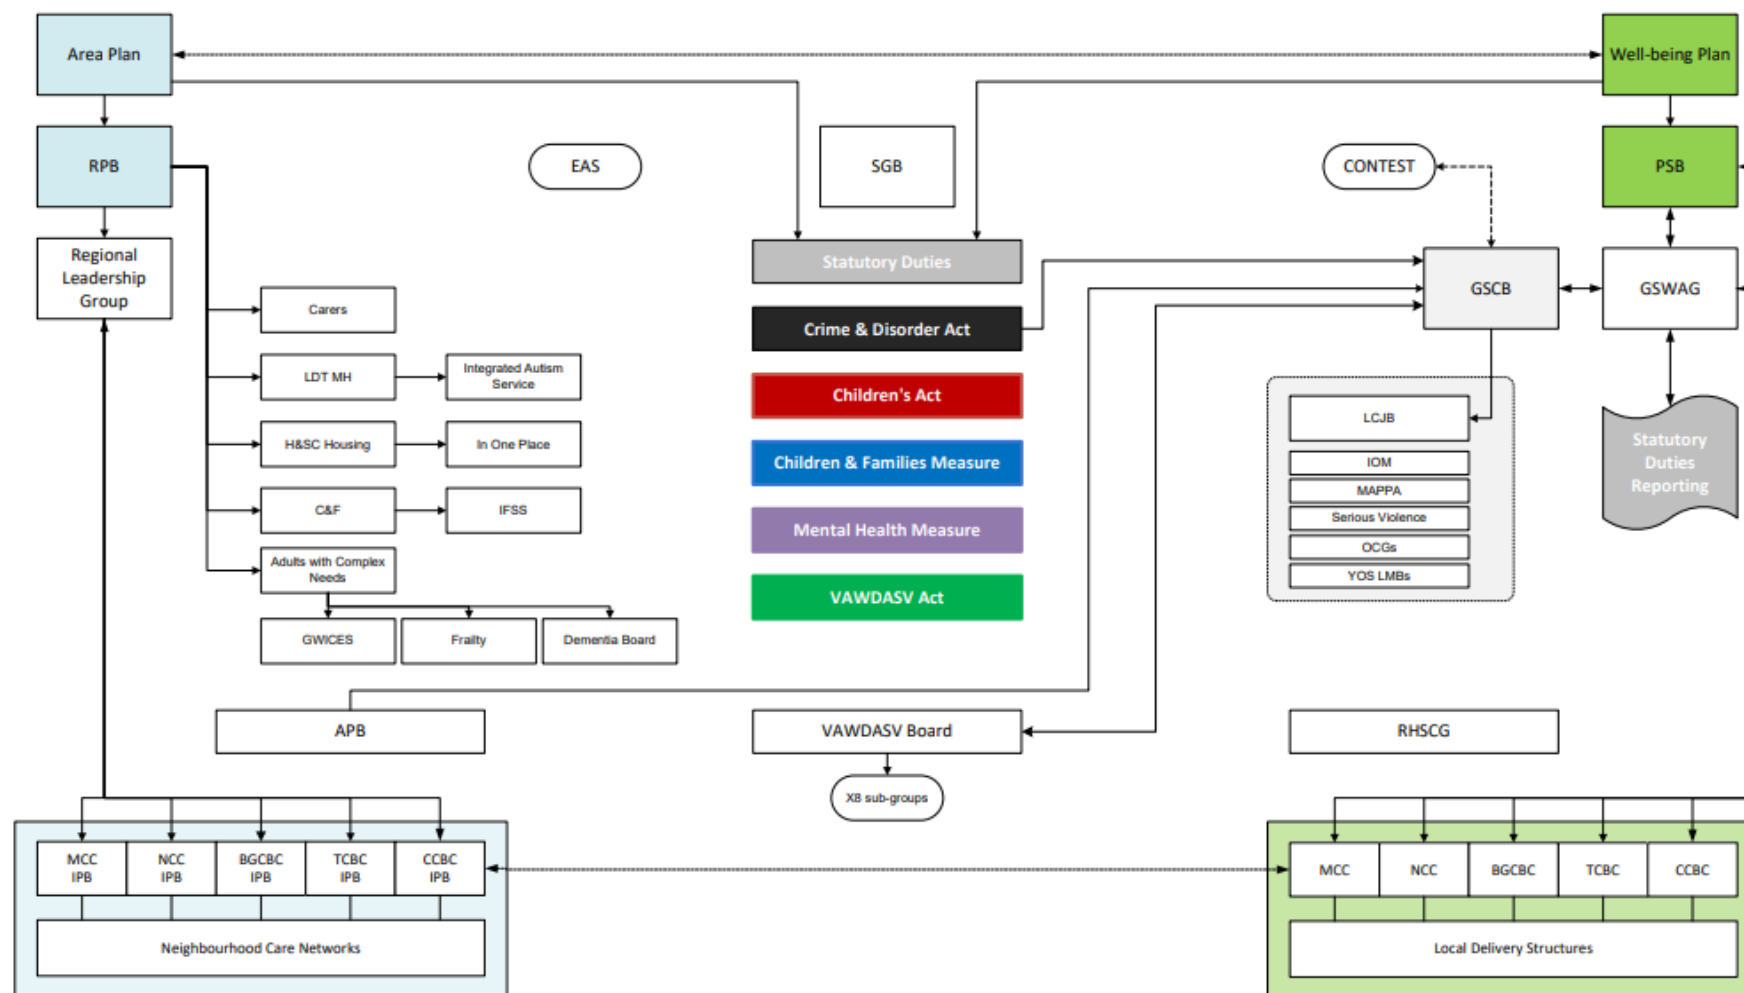 Area Plan
Well-being Plan
RPB
EAS
SGB
CONTEST
PSB
Regional
Leadership
Group
Statutory Duties
GSCB
GSWAG
Carers
Crime & Disorder Act
LDT MH
Integrated Autism
Service
Children's Act
LCJB
H&SC Housing
In One Place
Children & Families Measure
IOM
MAPPA
Serious Violence
OCGs
YOS LMBs
Statutory
Duties
Reporting
C&F
IFSS
Mental Health Measure
Adults with Complex
Needs
VAWDASV Act
GWICES
Frailty
Dementia Board
APB
VAWDASV Board
RHSCG
X8 sub-groups
MCC
IPB
NCC
IPB
BGCBC
IPB
TCBC
IPB
CCBC
IPB
MCC
NCC
BGCBC
TCBC
CCBC
Neighbourhood Care Networks
Local Delivery Structures